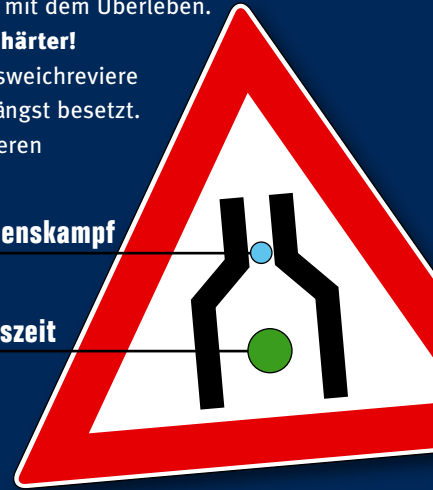 mit dem Überleben.
härter!
sweichreviere
ängst besetzt.
eren
enskampf
szeit